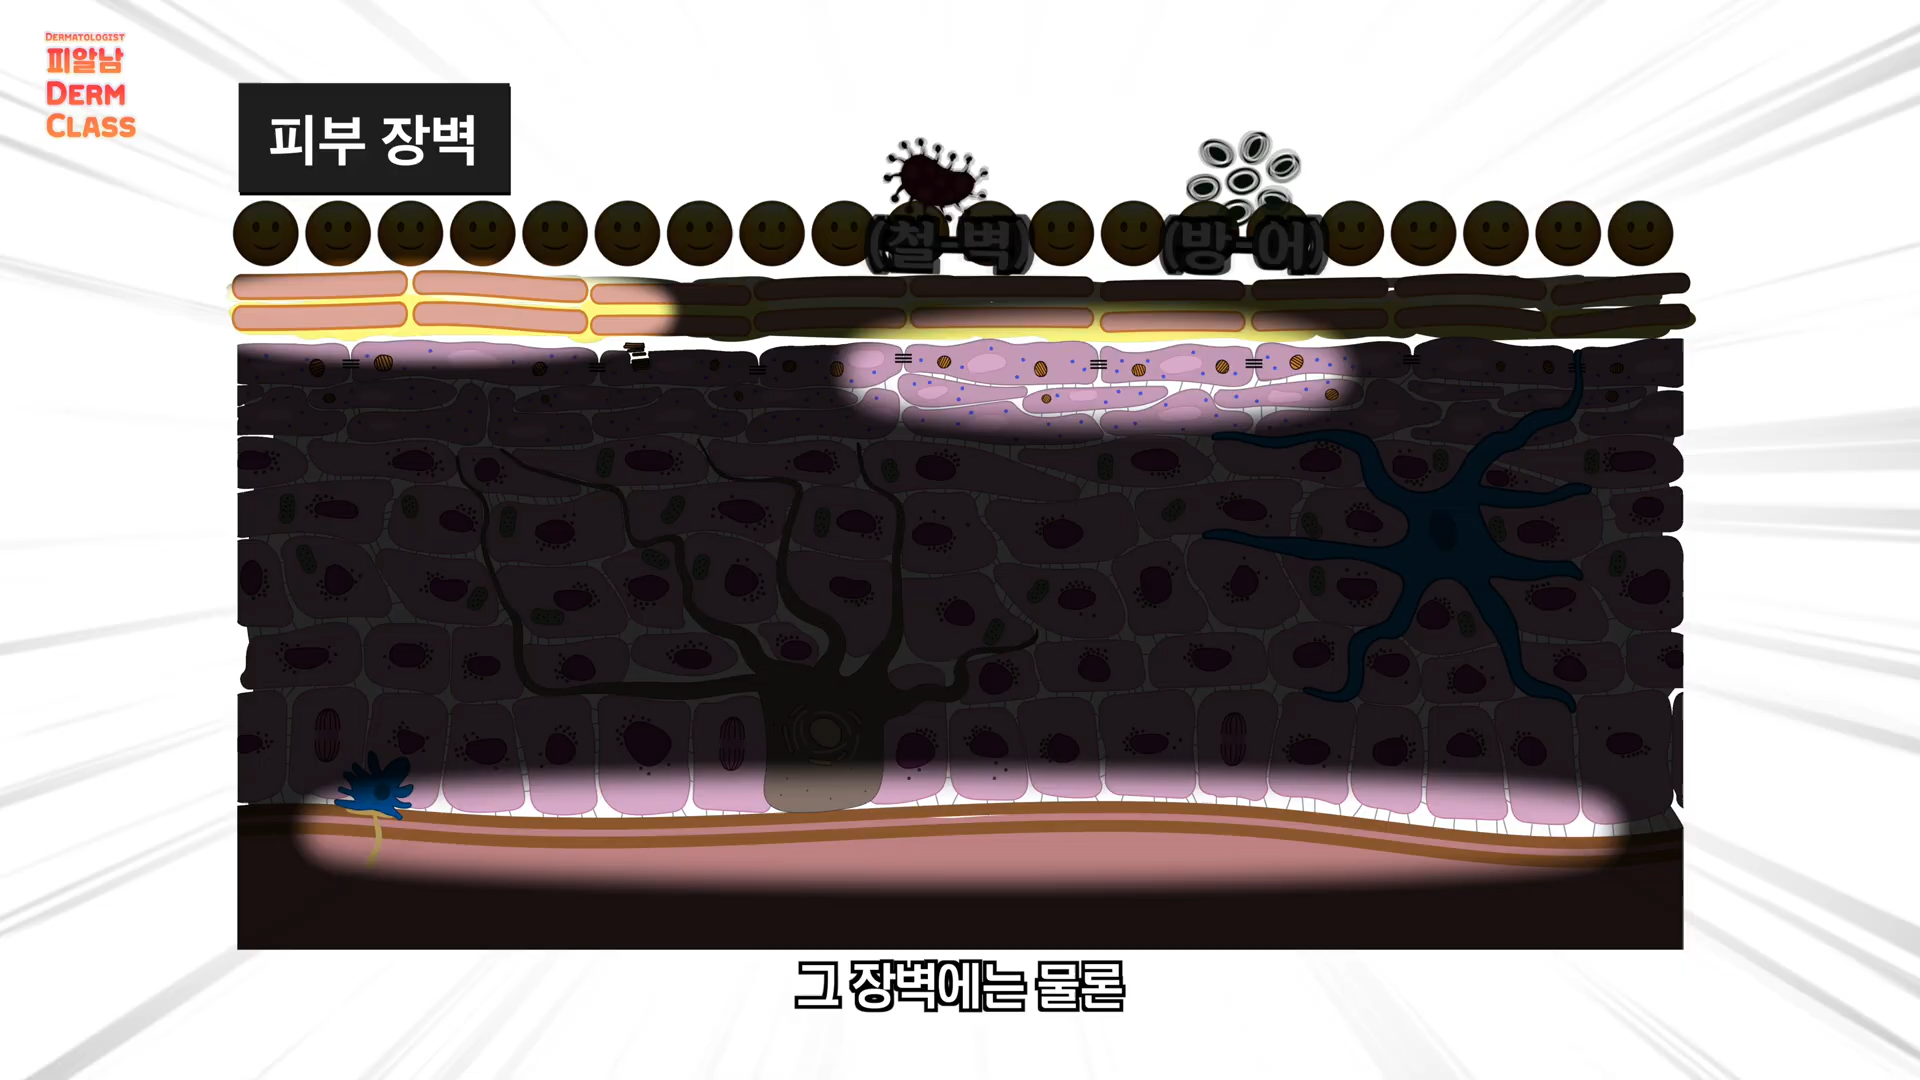 DERMATOLOGIST
피알남
DERM
CLASS
피부 장벽
(철-벽)
(방-어)
그 장벽에는 물론